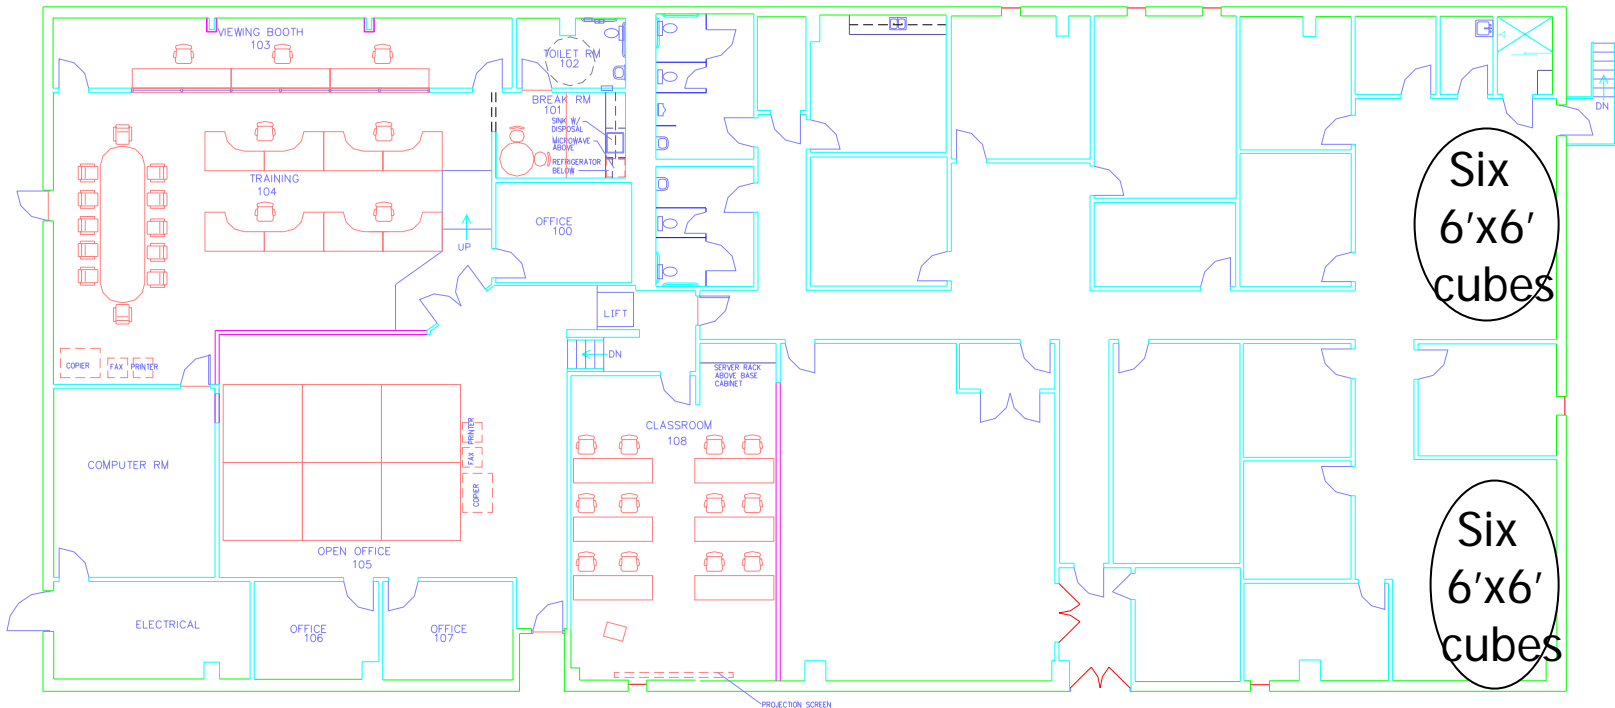 VIEWING BOOTH
103
TOILET RM
102
BREAK RM
101
SINK W/
DISPOSAL
MICROWAVE
ABOVE
REFRIGERATOR
BELOW
DN
Six
6'x6'
cubes
TRAINING
104
OFFICE
100
UP
LIFT
DN
COPIER
FAX
PRINTER
SERVER RACK
ABOVE BASE
CABINET
CLASSROOM
108
PRINTER
FAX
COPIER
COMPUTER RM
OPEN OFFICE
105
Six
6'x6'
cubes
ELECTRICAL
OFFICE
106
OFFICE
107
PROJECTION SCREEN